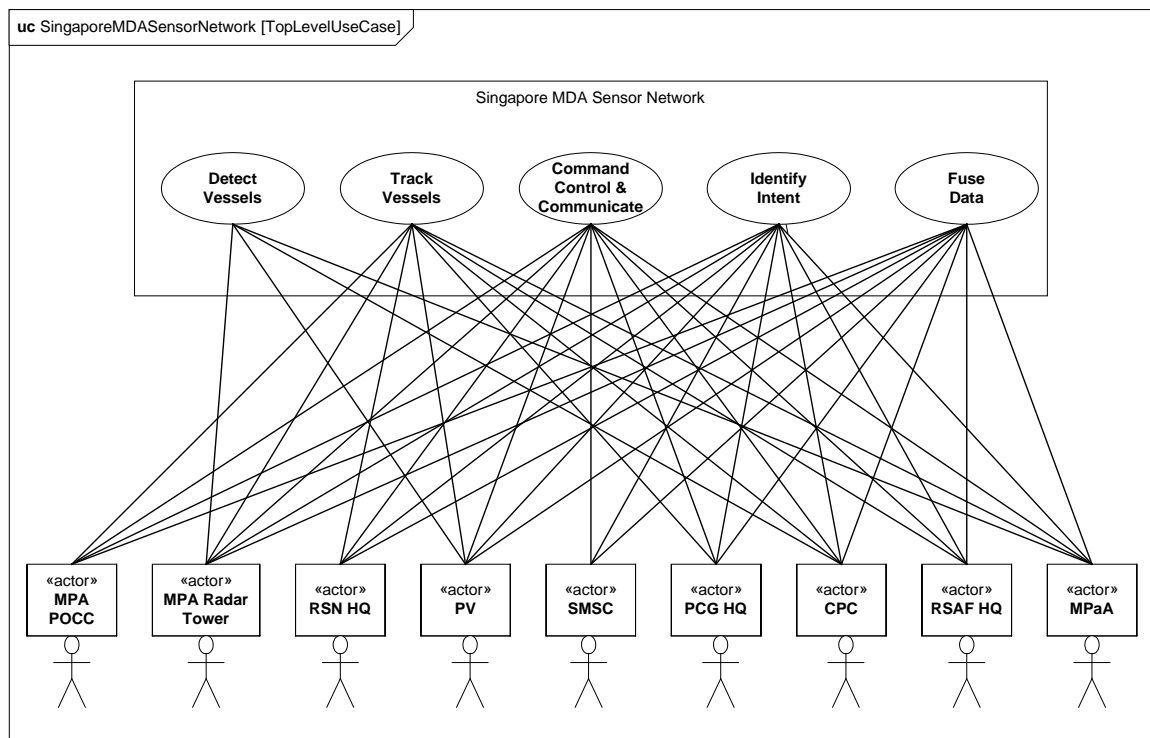 uc SingaporeMDASensorNetwork [TopLevelUseCase]
Singapore MDA Sensor Network
Detect
Vessels
Track
Vessels
Command
Control &
Communicate
Identify
Intent
Fuse
Data
«actor»
MPA
POCC
«actor»
MPA Radar
Tower
«actor»
RSN HQ
«actor»
PV
«actor»
SMSC
«actor»
PCG HQ
«actor»
CPC
«actor»
RSAF HQ
«actor»
MPaA